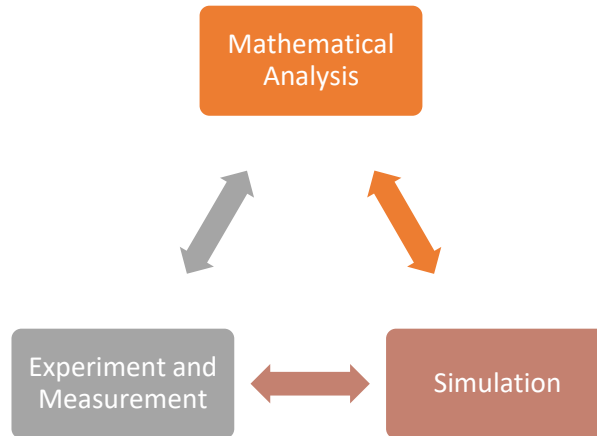 Mathematical
Analysis
Experiment and
Measurement
Simulation